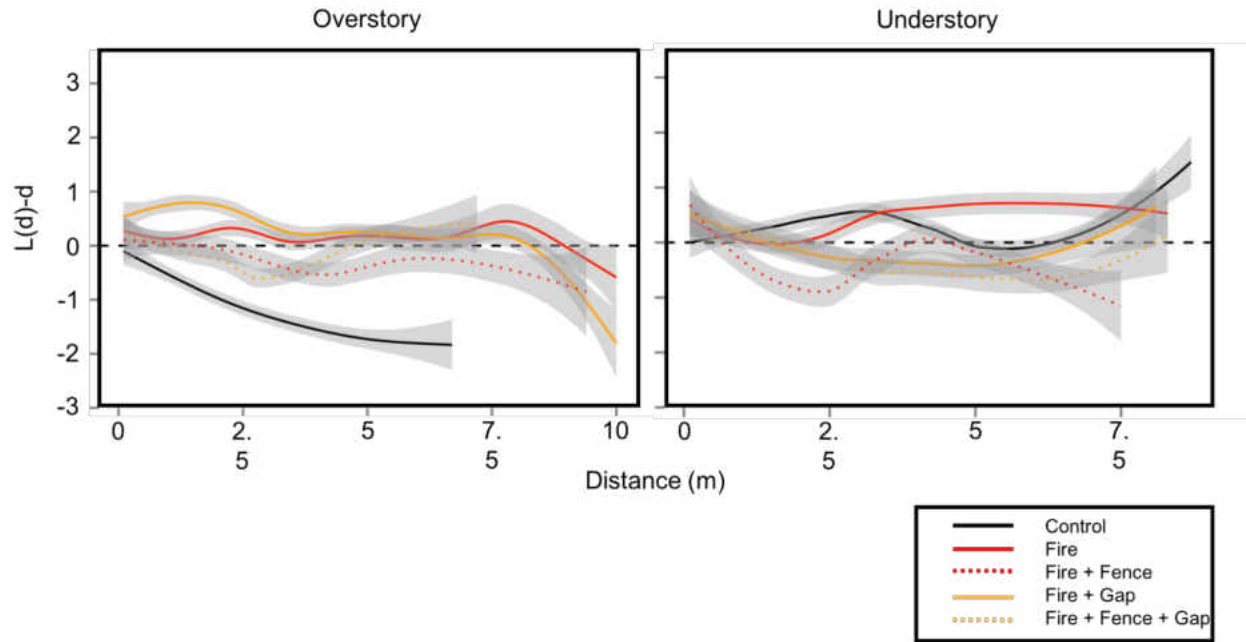 Overstory
Understory
L(d)-d
3
2
1
0
-1
-2
-3
0
2.
5
5
7.
5
10
0
2.
5
5
7.
5
Distance (m)
Control
Fire
Fire + Fence
Fire + Gap
Fire + Fence + Gap